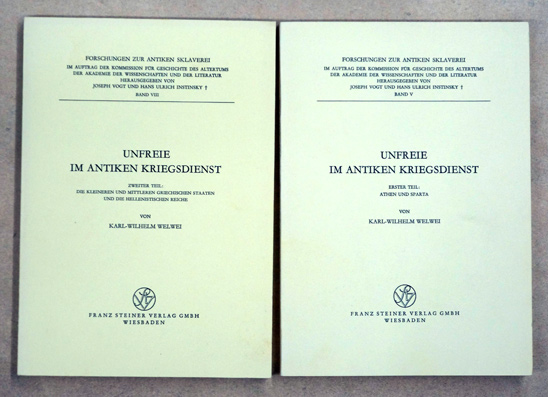 FORSCHUNGEN ZUR ANTIKEN SKLAVEREI
IM AUFTRAG DER KOMMISSION FÜR GESCHICHTE DES ALTERTUMS
DER AKADEMIE DER WISSENSCHAFTEN UND DER LITERATUR
HERAUSGEGEBEN VON
JOSEPH VOGT UND HANS ULRICH INSTINSKY †
BAND VIII
UNFREIE
IM ANTIKEN KRIEGSDIENST
ZWEITER TEIL:
DIE KLEINEREN UND MITTLEREN GRIECHISCHEN STAATEN
UND DIE HELLENISTISCHEN REICHE
VON
KARL-WILHELM WELWEI
FRANZ STEINER VERLAG GMBH
WIESBADEN
FORSCHUNGEN ZUR ANTIKEN SKLAVEREI
IM AUFTRAG DER KOMMISSION FÜR GESCHICHTE DES ALTERTUMS
DER AKADEMIE DER WISSENSCHAFTEN UND DER LITERATUR
HERAUSGEGEBEN VON
JOSEPH VOGT UND HANS ULRICH INSTINSKY †
BAND V
UNFREIE
IM ANTIKEN KRIEGSDIENST
ERSTER TEIL:
ATHEN UND SPARTA
VON
KARL-WILHELM WELWEI
FRANZ STEINER VERLAG GMBH
WIESBADEN